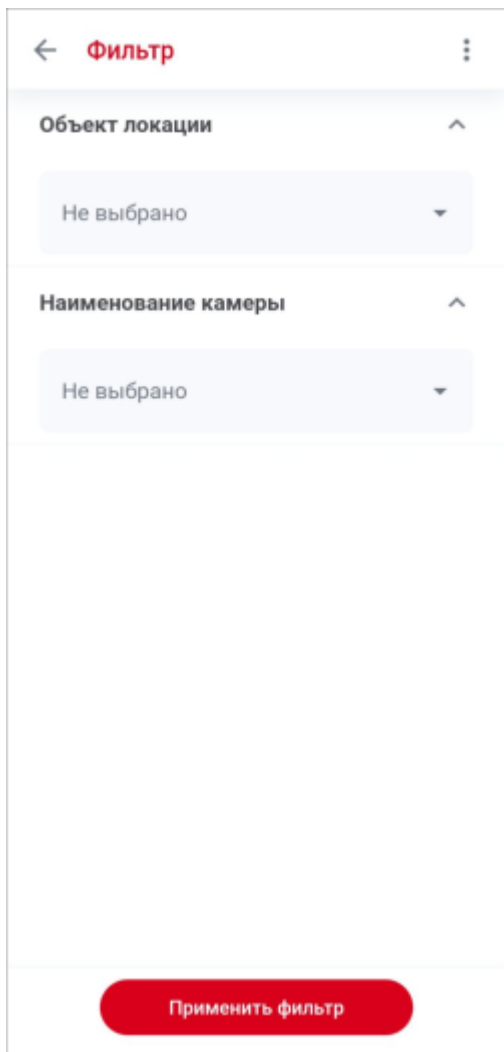 Фильтр
Объект локации
Не выбрано
Наименование камеры
Не выбрано
Применить фильтр